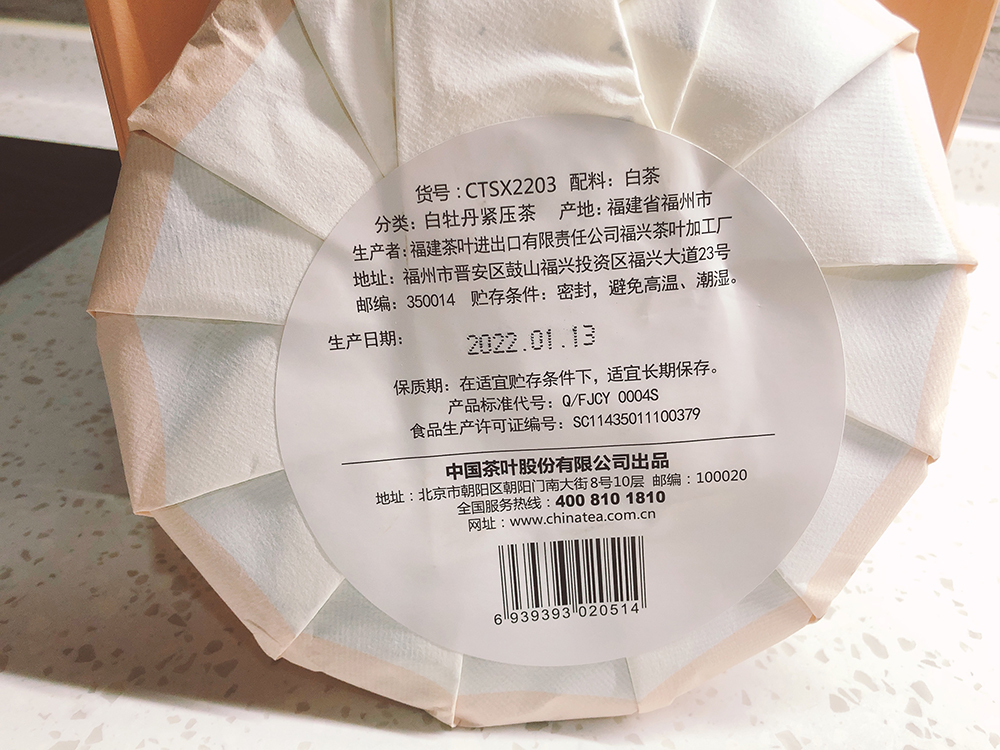 货号：CTSX2203 配料：白茶
分类：白牡丹紧压茶 产地：福建省福州市
生产者：福建茶叶进出口有限责任公司福兴茶叶加工厂
地址：福州市晋安区鼓山福兴投资区福兴大道23号
邮编：350014 贮存条件：密封，避免高温、潮湿。
生产日期： 2022.01.13
保质期：在适宜贮存条件下，适宜长期保存。
产品标准代号：Q/FJCY 0004S
食品生产许可证编号：SC11435011100379
中国茶叶股份有限公司出品
地址：北京市朝阳区朝阳门南大街8号10层 邮编：100020
全国服务热线：400 810 1810
网址：www.chinatea.com.cn
6 939393 020514